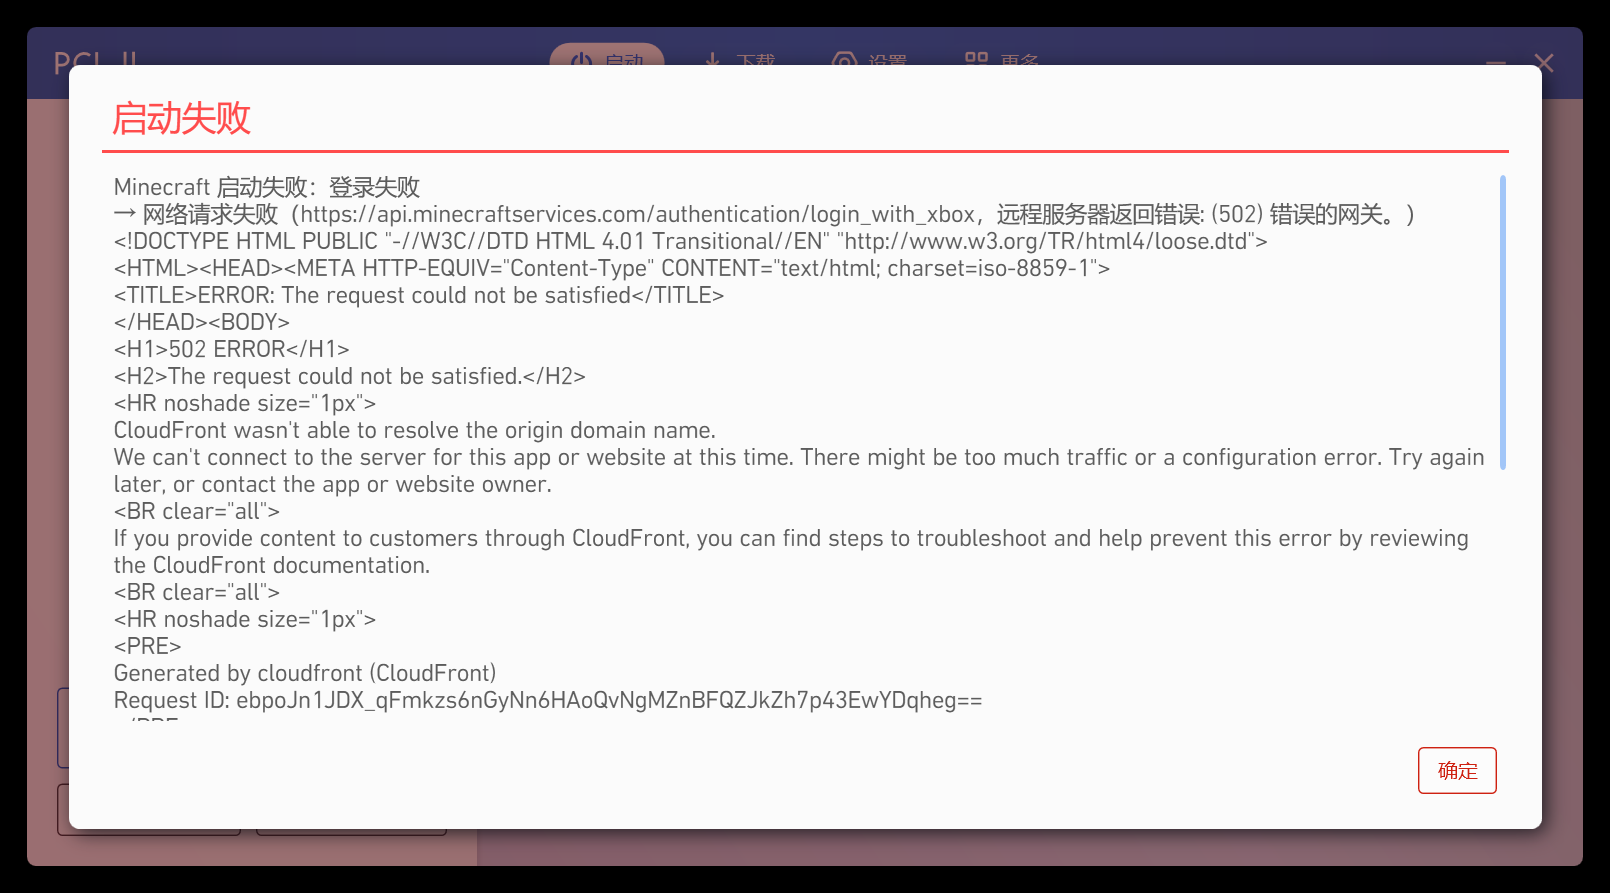 PCL II
启动
下载
设置
更多
启动失败
Minecraft 启动失败：登录失败
→ 网络请求失败（https://api.minecraftservices.com/authentication/login_with_xbox，远程服务器返回错误: (502) 错误的网关。）
<!DOCTYPE HTML PUBLIC "-//W3C//DTD HTML 4.01 Transitional//EN" "http://www.w3.org/TR/html4/loose.dtd">
<HTML><HEAD><META HTTP-EQUIV="Content-Type" CONTENT="text/html; charset=iso-8859-1">
<TITLE>ERROR: The request could not be satisfied</TITLE>
</HEAD><BODY>
<H1>502 ERROR</H1>
<H2>The request could not be satisfied.</H2>
<HR noshade size="1px">
CloudFront wasn't able to resolve the origin domain name.
We can't connect to the server for this app or website at this time. There might be too much traffic or a configuration error. Try again
later, or contact the app or website owner.
<BR clear="all">
If you provide content to customers through CloudFront, you can find steps to troubleshoot and help prevent this error by reviewing
the CloudFront documentation.
<BR clear="all">
<HR noshade size="1px">
<PRE>
Generated by cloudfront (CloudFront)
Request ID: ebpoJn1JDX_qFmkzs6nGyNn6HAoQvNgMZnBFQZJkZh7p43EwYDqheg==
确定